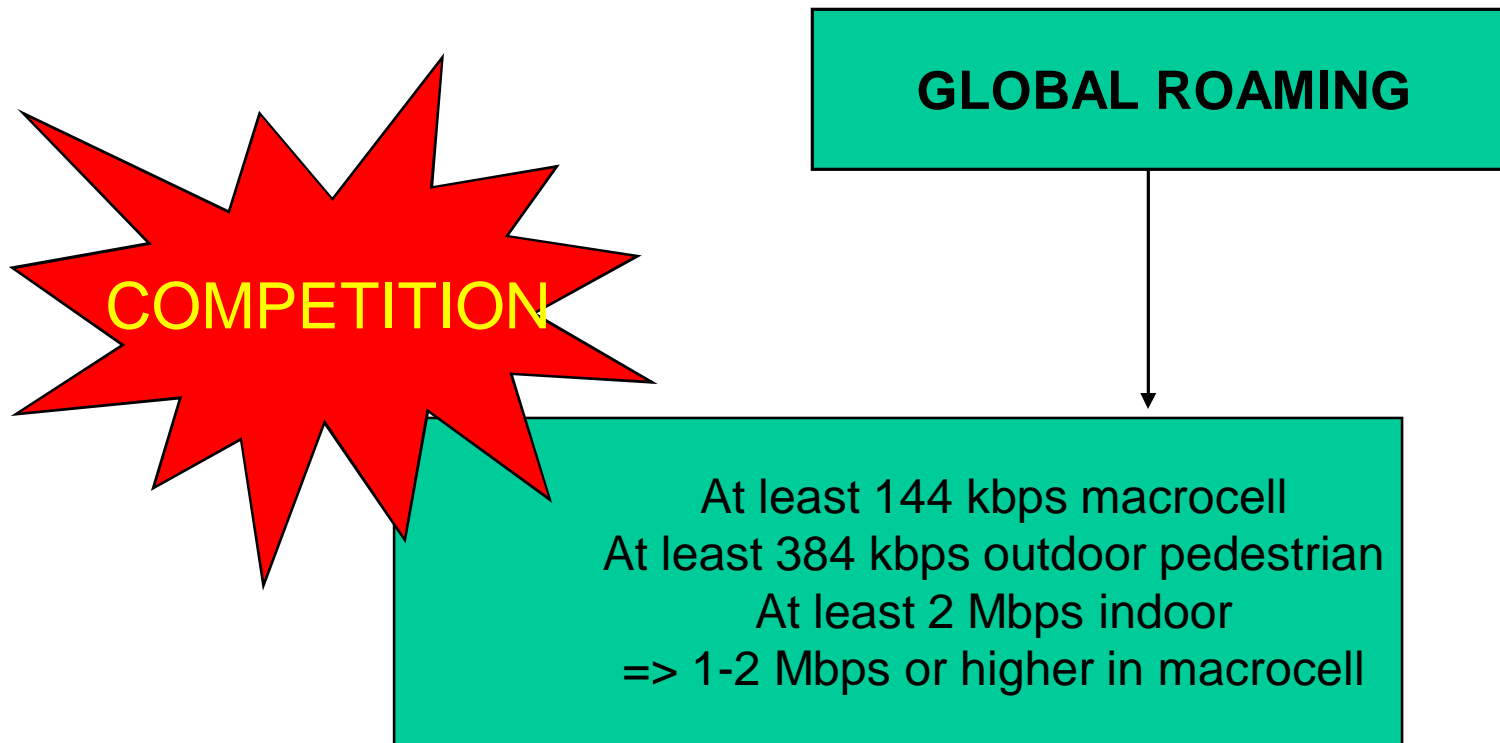 GLOBAL ROAMING
COMPETITION
At least 144 kbps macrocell
At least 384 kbps outdoor pedestrian
At least 2 Mbps indoor
=> 1-2 Mbps or higher in macrocell